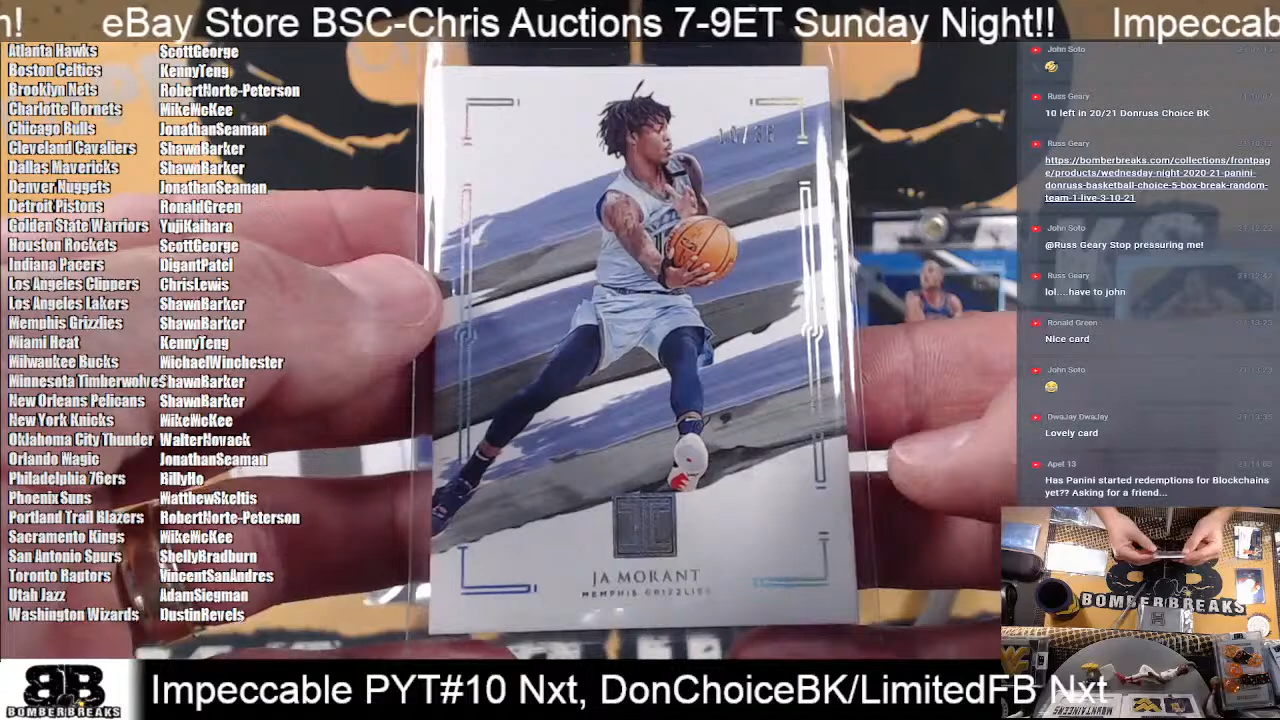 n! eBay Store BSC-Chris Auctions 7-9ET Sunday Night!! Impeccab
Atlanta Hawks ScottGeorge
Boston Celtics KennyTeng
Brooklyn Nets RobertNorte-Peterson
Charlotte Hornets MikeMcKee
Chicago Bulls JonathanSeaman
Cleveland Cavaliers ShawnBarker
Dallas Mavericks ShawnBarker
Denver Nuggets JonathanSeaman
Detroit Pistons RonaldGreen
Golden State Warriors YujiKaihara
Houston Rockets ScottGeorge
Indiana Pacers DigantPatel
Los Angeles Clippers ChrisLewis
Los Angeles Lakers ShawnBarker
Memphis Grizzlies ShawnBarker
Miami Heat KennyTeng
Milwaukee Bucks MichaelWinchester
Minnesota Timberwolves ShawnBarker
New Orleans Pelicans ShawnBarker
New York Knicks MikeMcKee
Oklahoma City Thunder WalterNovack
Orlando Magic JonathanSeaman
Philadelphia 76ers BillyHo
Phoenix Suns MatthewSkeltis
Portland Trail Blazers RobertNorte-Peterson
Sacramento Kings MikeMcKee
San Antonio Spurs ShellyBradburn
Toronto Raptors VincentSanAndres
Utah Jazz AdamSiegman
Washington Wizards DustinRevels
JA MORANT
MEMPHIS GRIZZLIES
John Soto
Russ Geary
10 left in 20/21 Donruss Choice BK
Russ Geary
https://bomberbreaks.com/collections/frontpag
e/products/wednesday-night-2020-21-panini-
donruss-basketball-choice-5-box-break-random-
team-1-live-3-10-21
John Soto
@Russ Geary Stop pressuring me!
Russ Geary
lol....have to john
Ronald Green
Nice card
John Soto
DwaJay DwaJay
Lovely card
Apel 13
Has Panini started redemptions for Blockchains
yet?? Asking for a friend...
BOMBERBREAKS
MOUNTAINEERS
BB
BOMBERBREAKS
Impeccable PYT#10 Nxt, DonChoiceBK/LimitedFB Nxt